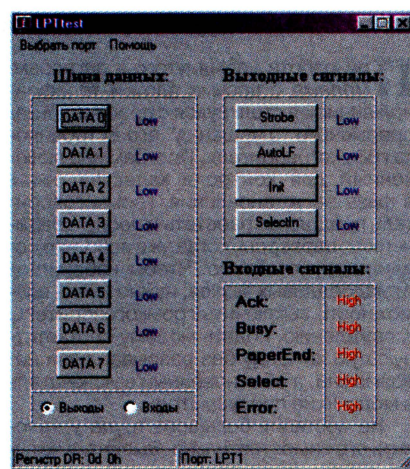 LPTtest
Выбрать порт Помощь
Шина данных:
DATA 0 Low
DATA 1 Low
DATA 2 Low
DATA 3 Low
DATA 4 Low
DATA 5 Low
DATA 6 Low
DATA 7 Low
Выходы Входы
Выходные сигналы:
Strobe Low
AutoLF Low
Init Low
SelectIn Low
Входные сигналы:
Ack: High
Busy: High
PaperEnd: High
Select: High
Error: High
Регистр DR: 0d 0h Порт: LPT1